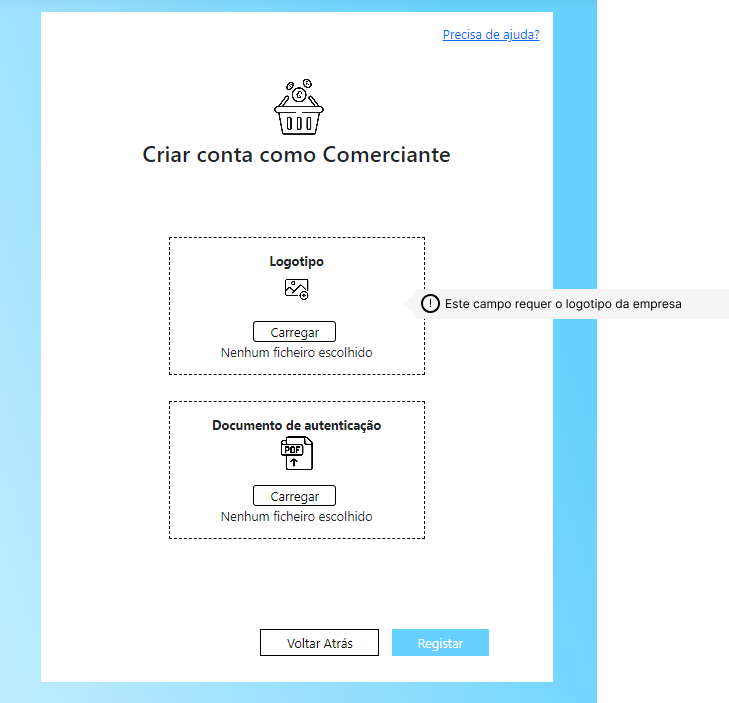 Precisa de ajuda?
Criar conta como Comerciante
Logotipo
Este campo requer o logotipo da empresa
Carregar
Nenhum ficheiro escolhido
Documento de autenticação
PDF
Carregar
Nenhum ficheiro escolhido
Voltar Atrás
Registar